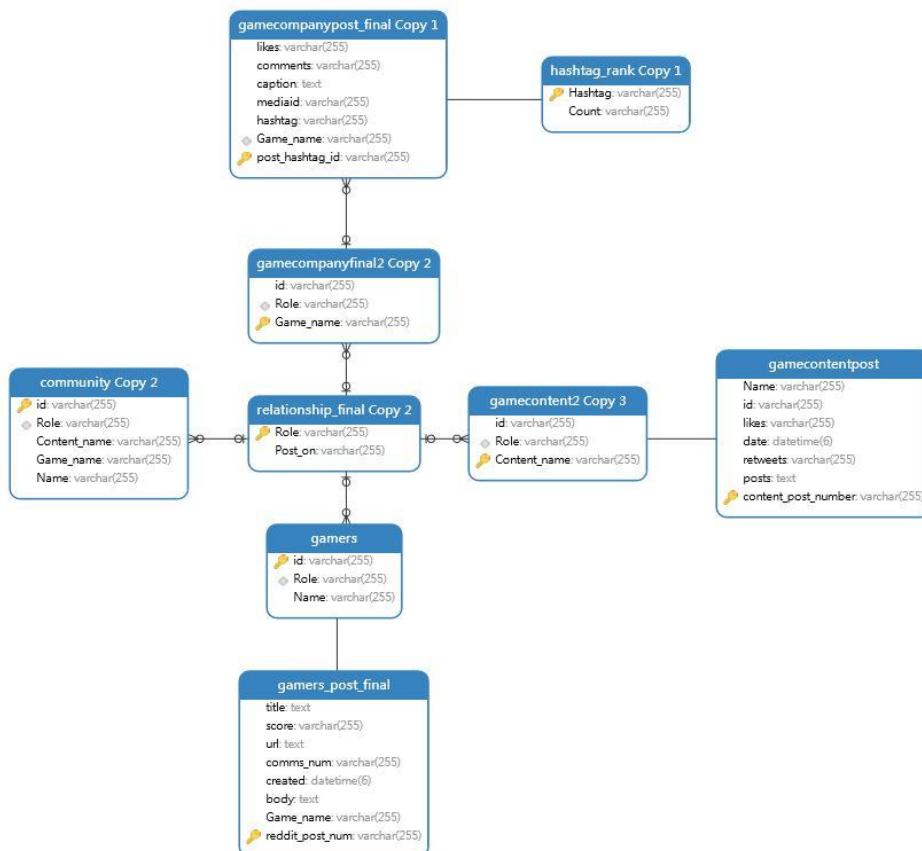 gamecompanypost_final Copy 1
likes: varchar(255)
comments: varchar(255)
caption: text
mediaid: varchar(255)
hashtag: varchar(255)
Game_name: varchar(255)
post_hashtag_id: varchar(255)
hashtag_rank Copy 1
Hashtag: varchar(255)
Count: varchar(255)
gamecompanyfinal2 Copy 2
id: varchar(255)
Role: varchar(255)
Game_name: varchar(255)
community Copy 2
id: varchar(255)
Role: varchar(255)
Content_name: varchar(255)
Game_name: varchar(255)
Name: varchar(255)
relationship_final Copy 2
Role: varchar(255)
Post_on: varchar(255)
gamecontent2 Copy 3
id: varchar(255)
Role: varchar(255)
Content_name: varchar(255)
gamecontentpost
Name: varchar(255)
id: varchar(255)
likes: varchar(255)
date: datetime(6)
retweets: varchar(255)
posts: text
content_post_number: varchar(255)
gamers
id: varchar(255)
Role: varchar(255)
Name: varchar(255)
gamers_post_final
title: text
score: varchar(255)
url: text
comms_num: varchar(255)
created: datetime(6)
body: text
Game_name: varchar(255)
reddit_post_num: varchar(255)